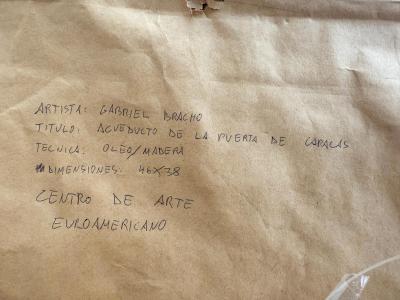 ARTISTA: GABRIEL BRACHO
TITULO: ACUEDUCTO DE LA PUERTA DE CARACAS
TECNICA: OLEO/MADERA
DIMENSIONES: 46X38
CENTRO DE ARTE
EUROAMERICANO